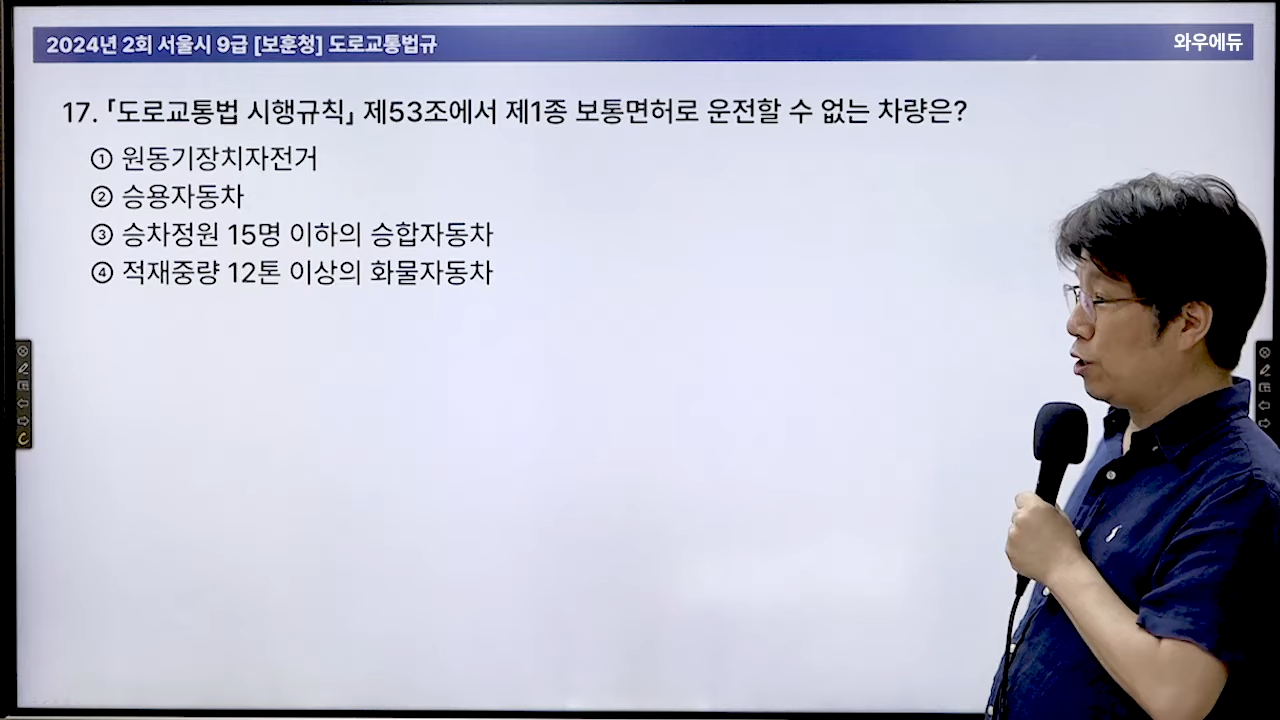 2024년 2회 서울시 9급 [보훈청] 도로교통법규
와우에듀
17. 「도로교통법 시행규칙」 제53조에서 제1종 보통면허로 운전할 수 없는 차량은?
① 원동기장치자전거
② 승용자동차
③ 승차정원 15명 이하의 승합자동차
④ 적재중량 12톤 이상의 화물자동차